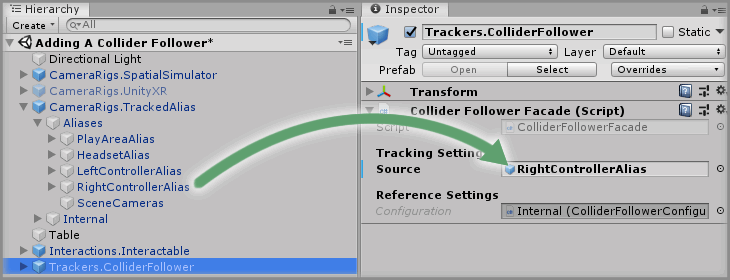 Hierarchy
Create
All
Adding A Collider Follower*
Directional Light
CameraRigs.SpatialSimulator
CameraRigs.UnityXR
CameraRigs.TrackedAlias
Aliases
PlayAreaAlias
HeadsetAlias
LeftControllerAlias
RightControllerAlias
SceneCameras
Internal
Table
Interactions.Interactable
Trackers.ColliderFollower
Inspector
Trackers.ColliderFollower
Static
Tag Untagged Layer Default
Prefab Open Select Overrides
Transform
Collider Follower Facade (Script)
Script ColliderFollowerFacade
Tracking Setting
Source RightControllerAlias
Reference Settings
Configuration Internal (ColliderFollowerConfigu